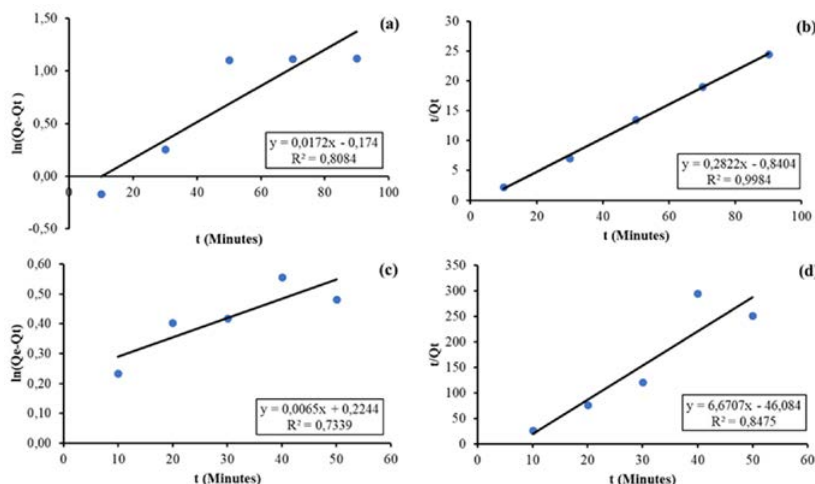 (a)
ln(Qe-Qt)
1,50
1,00
0,50
0,00
-0,50
0 20 40 60 80 100
y = 0,0172x - 0,174
R² = 0,8084
t (Minutes)
(b)
t/Qt
30
25
20
15
10
5
0
0 20 40 60 80 100
y = 0,2822x - 0,8404
R² = 0,9984
t (Minutes)
(c)
ln(Qe-Qt)
0,60
0,50
0,40
0,30
0,20
0,10
0,00
0 10 20 30 40 50 60
y = 0,0065x + 0,2244
R² = 0,7339
t (Minutes)
(d)
t/Qt
350
300
250
200
150
100
50
0
0 10 20 30 40 50 60
y = 6,6707x - 46,084
R² = 0,8475
t (Minutes)